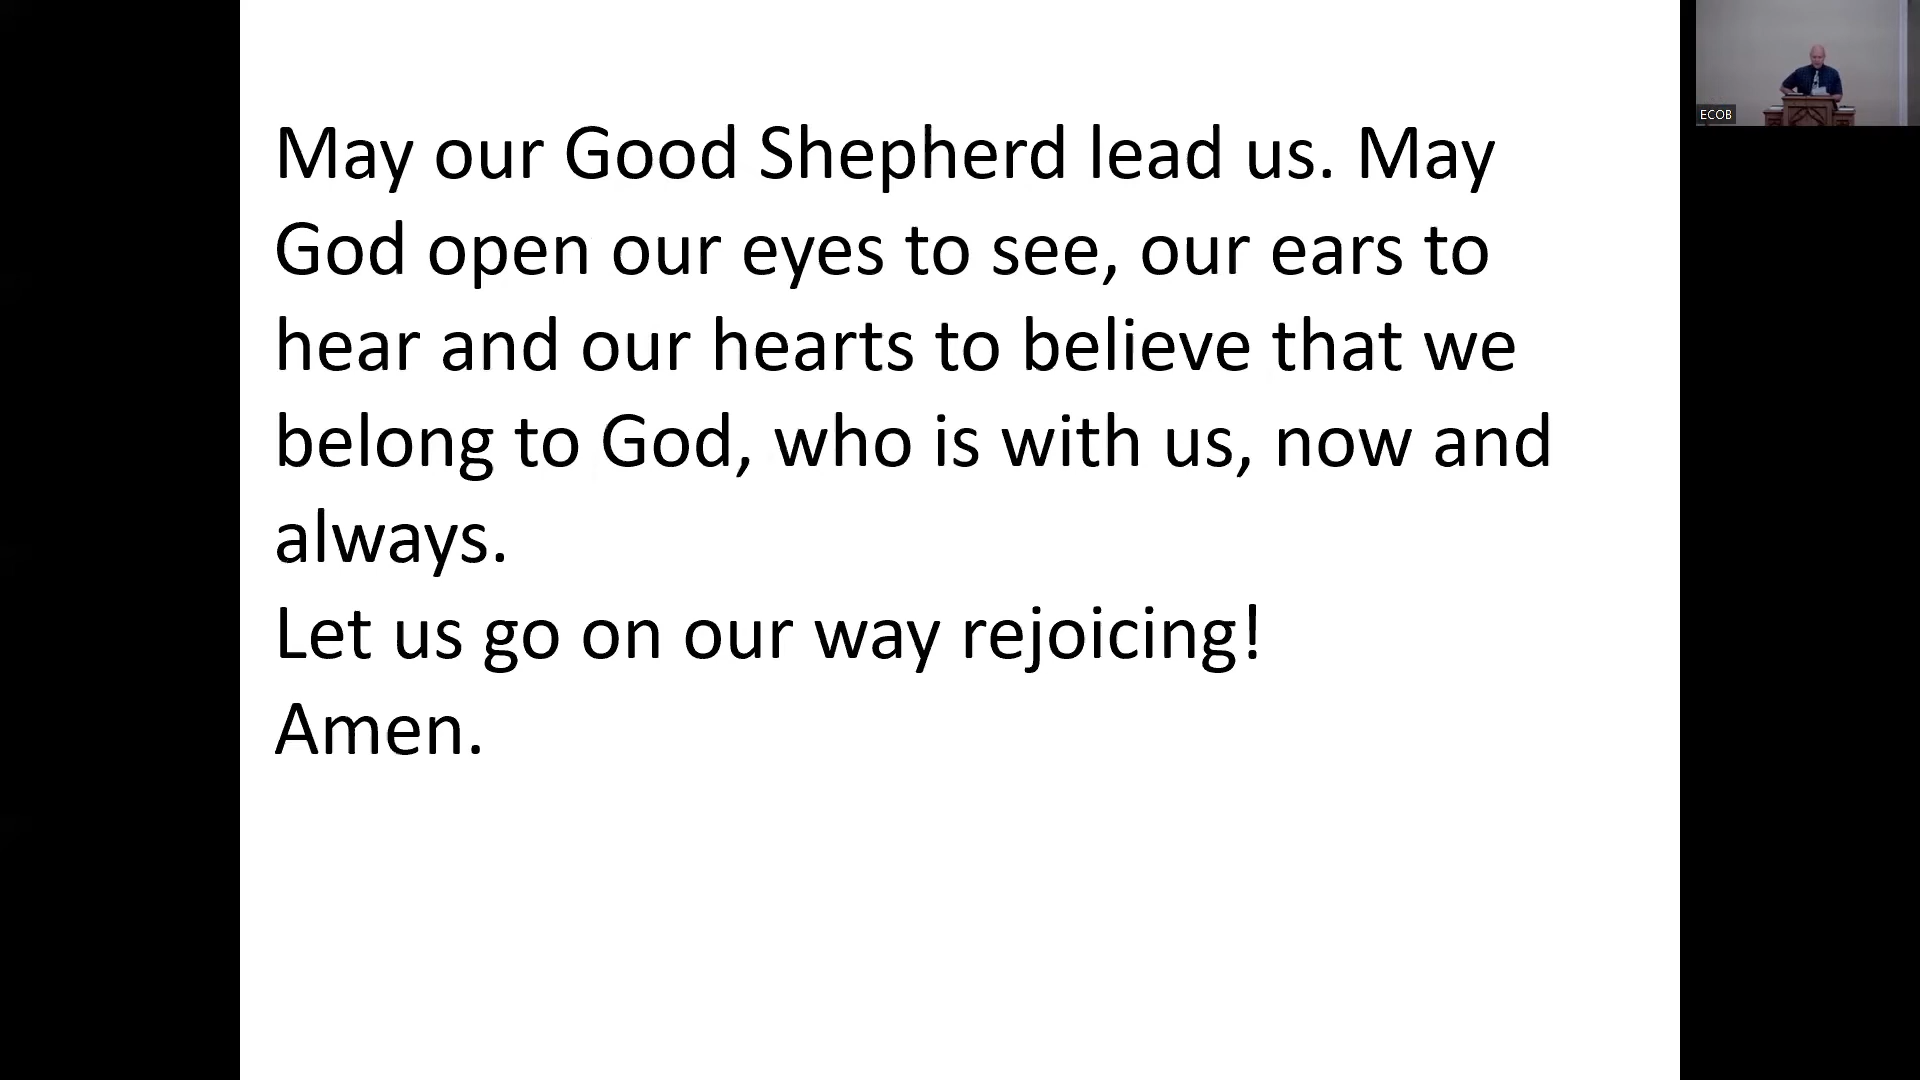 May our Good Shepherd lead us. May
God open our eyes to see, our ears to
hear and our hearts to believe that we
belong to God, who is with us, now and
always.
Let us go on our way rejoicing!
Amen.
ECOB